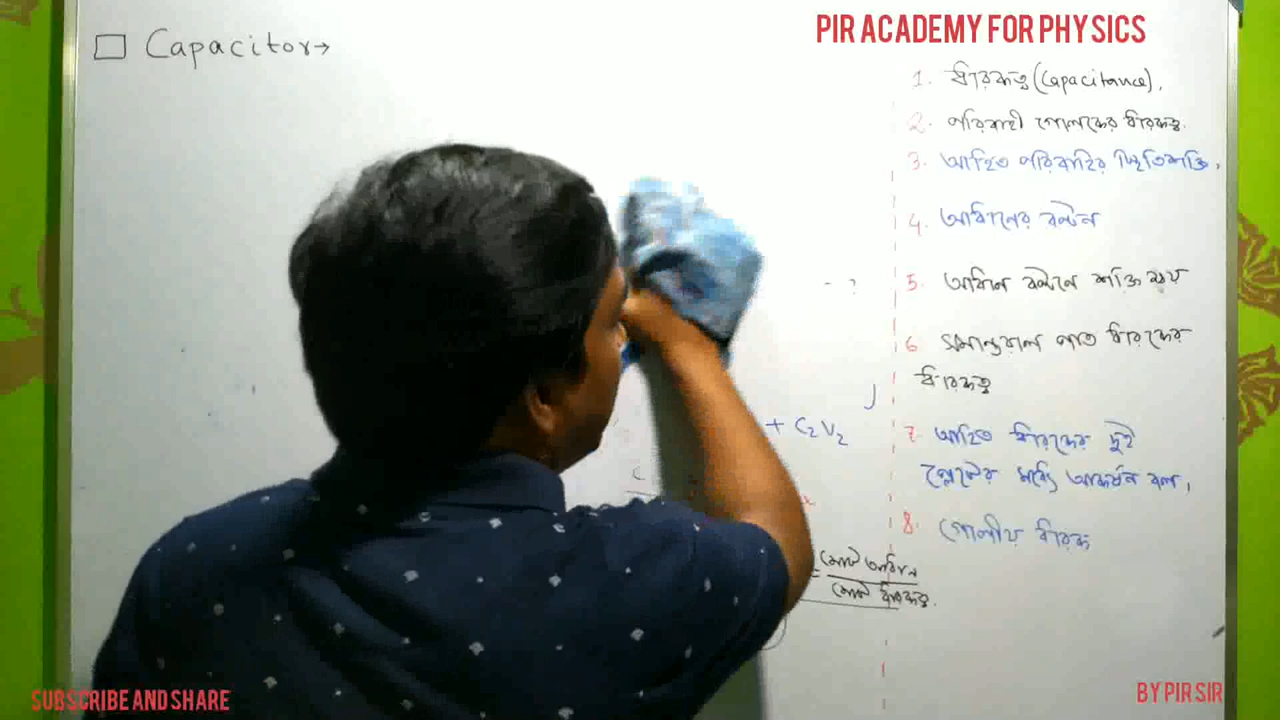 PIR ACADEMY FOR PHYSICS
Capacitor→
1. ধারকত্ব (Capacitance),
2. পরিবাহী গোলকের ধারকত্ব.
3. আহিত পরিবাহির স্থিতিশক্তি,
4. আধানের বন্টন
5. আধান বন্টনে শক্তি ক্ষয়
6. সমান্তরাল পাত ধারকের
ধারকত্ব
7. আহিত ধারকের দুই
প্লেটের মধ্যে আকর্ষন বল,
8. গোলীয় ধারক
+ C₂V₂
= মোট আধান
মোট ধারকত্ব.
SUBSCRIBE AND SHARE
BY PIR SIR